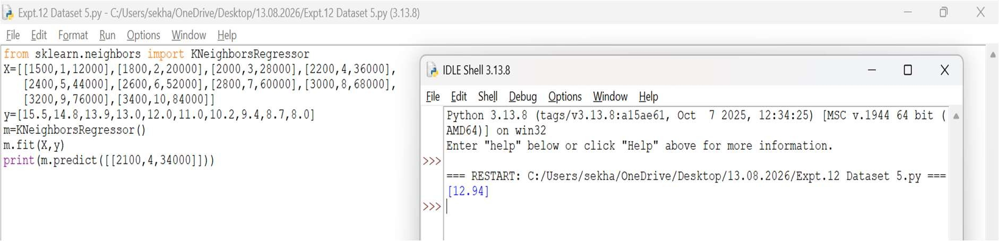 Expt.12 Dataset 5.py - C:/Users/sekha/OneDrive/Desktop/13.08.2026/Expt.12 Dataset 5.py (3.13.8)
File Edit Format Run Options Window Help
from sklearn.neighbors import KNeighborsRegressor
X=[[1500,1,12000],[1800,2,20000],[2000,3,28000],[2200,4,36000],
[2400,5,44000],[2600,6,52000],[2800,7,60000],[3000,8,68000],
[3200,9,76000],[3400,10,84000]]
y=[15.5,14.8,13.9,13.0,12.0,11.0,10.2,9.4,8.7,8.0]
m=KNeighborsRegressor()
m.fit(X,y)
print(m.predict([[2100,4,34000]]))
IDLE Shell 3.13.8
File Edit Shell Debug Options Window Help
Python 3.13.8 (tags/v3.13.8:a15ae61, Oct  7 2025, 12:34:25) [MSC v.1944 64 bit (
AMD64)] on win32
Enter "help" below or click "Help" above for more information.
>>>
=== RESTART: C:/Users/sekha/OneDrive/Desktop/13.08.2026/Expt.12 Dataset 5.py ===
[12.94]
>>>